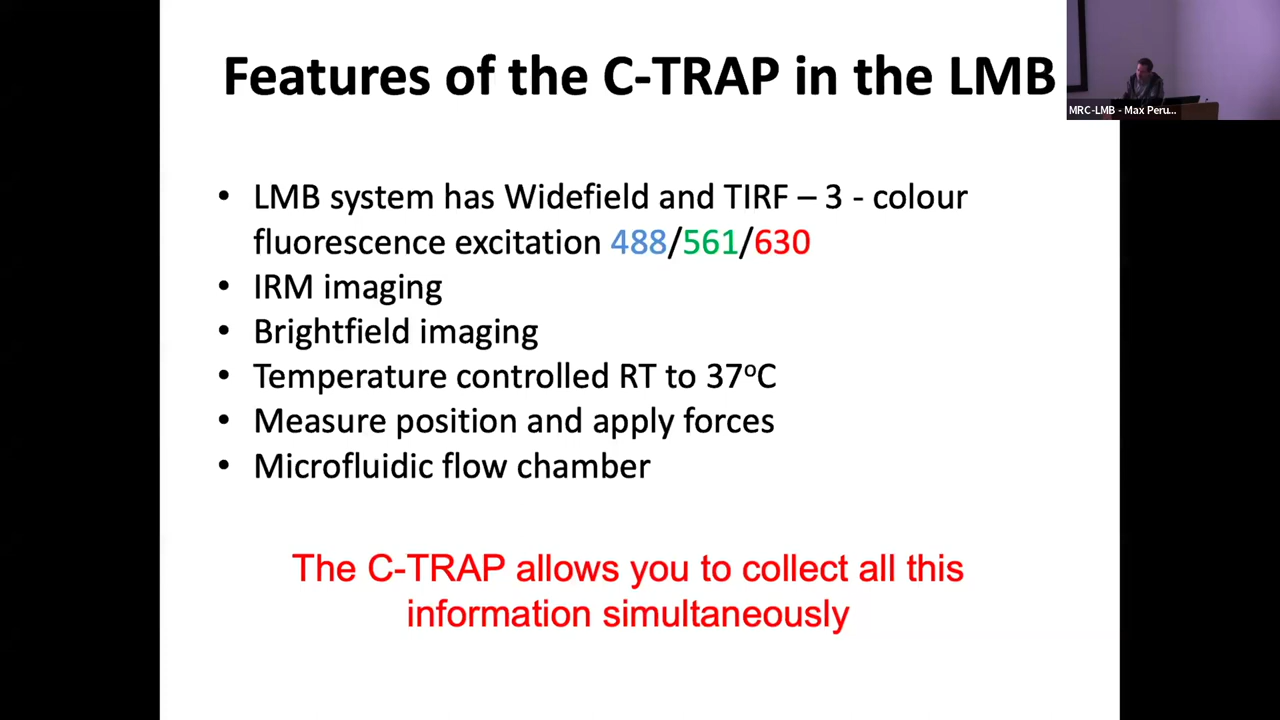 Features of the C-TRAP in the LMB
MRC-LMB - Max Peru...
• LMB system has Widefield and TIRF – 3 - colour
fluorescence excitation 488/561/630
• IRM imaging
• Brightfield imaging
• Temperature controlled RT to 37ºC
• Measure position and apply forces
• Microfluidic flow chamber
The C-TRAP allows you to collect all this
information simultaneously